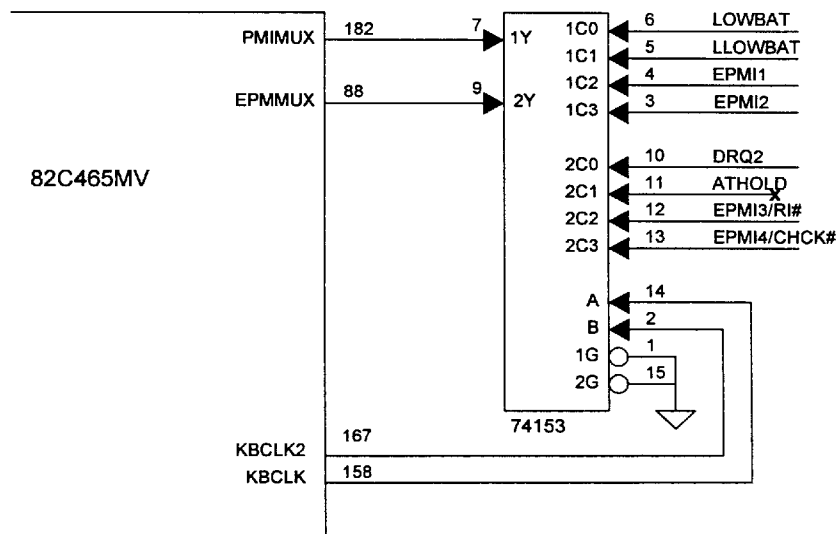 PMIMUX 182 7 1Y
EPMMUX 88 9 2Y
82C465MV
1C0 6 LOWBAT
1C1 5 LLOWBAT
1C2 4 EPMI1
1C3 3 EPMI2
2C0 10 DRQ2
2C1 11 ATHOLD
2C2 12 EPMI3/RI#
2C3 13 EPMI4/CHCK#
A 14
B 2
1G 1
2G 15
74153
KBCLK2 167
KBCLK 158